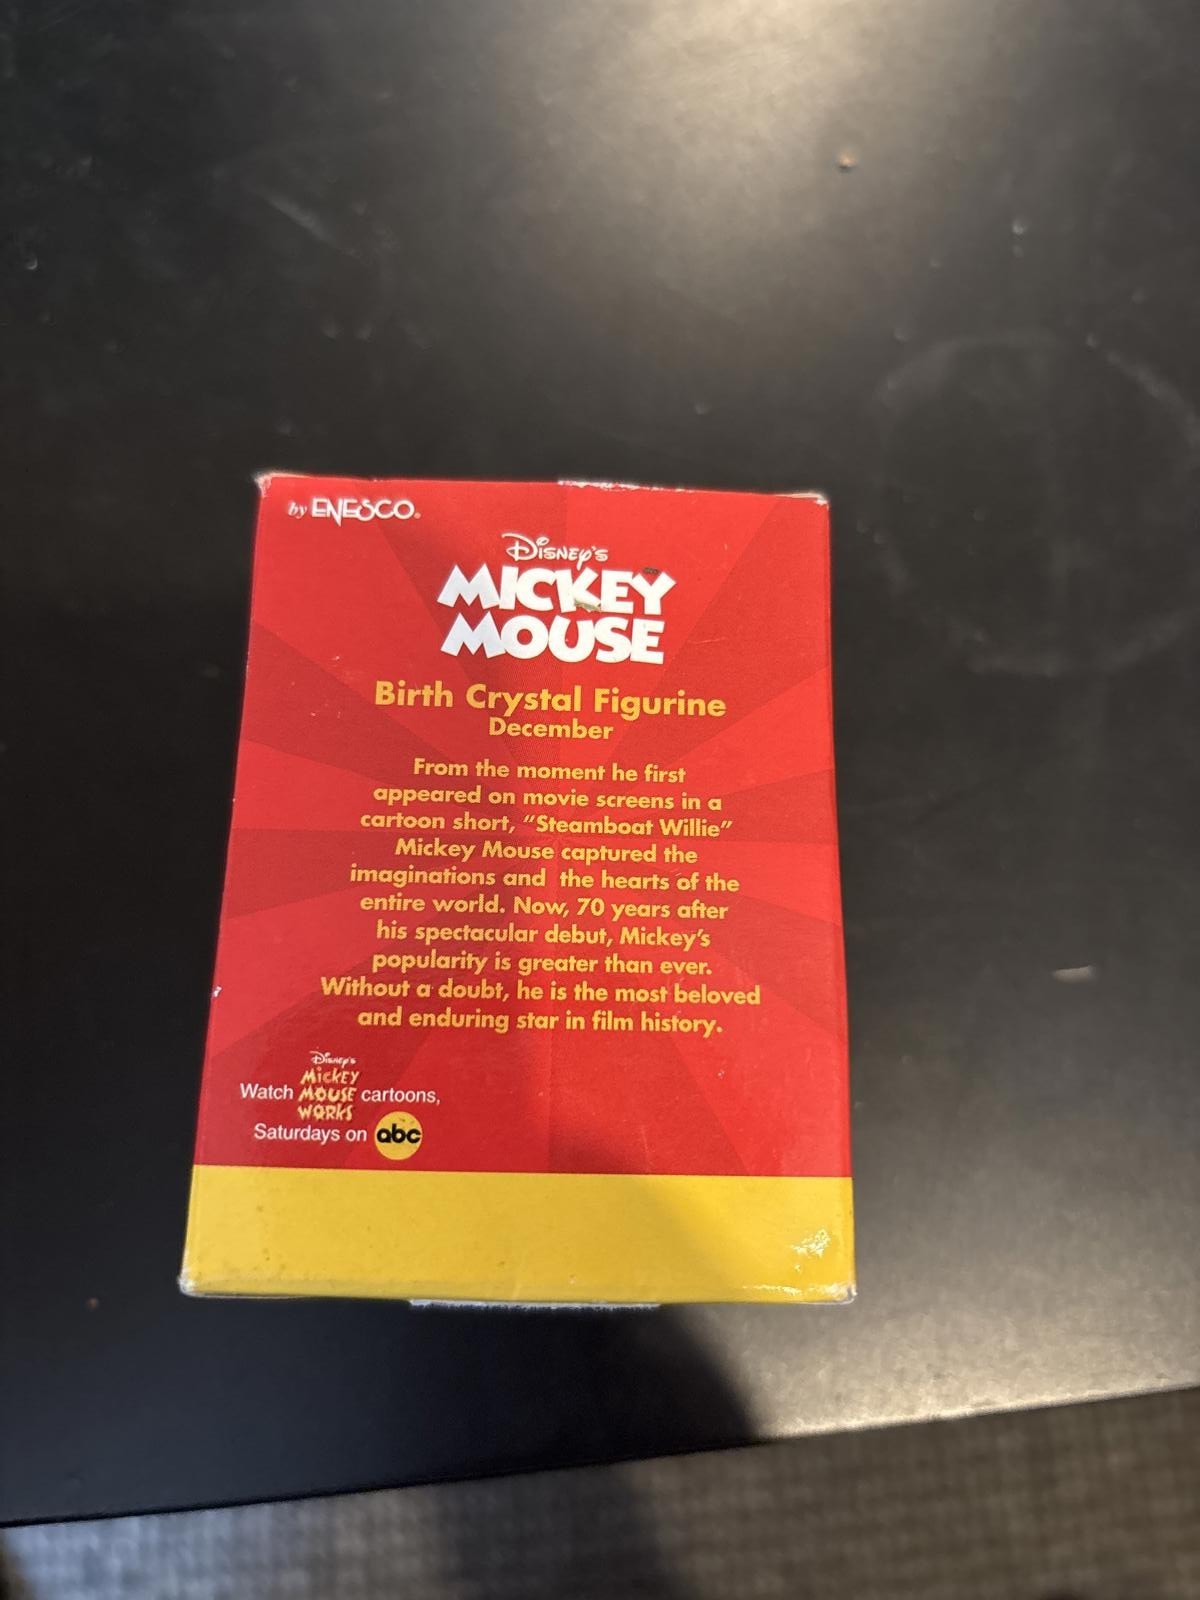 by ENESCO®
Disney's
MICKEY
MOUSE
Birth Crystal Figurine
December
From the moment he first
appeared on movie screens in a
cartoon short, "Steamboat Willie"
Mickey Mouse captured the
imaginations and the hearts of the
entire world. Now, 70 years after
his spectacular debut, Mickey's
popularity is greater than ever.
Without a doubt, he is the most beloved
and enduring star in film history.
Disney's
MICKEY
Watch MOUSE cartoons,
WORKS
Saturdays on abc